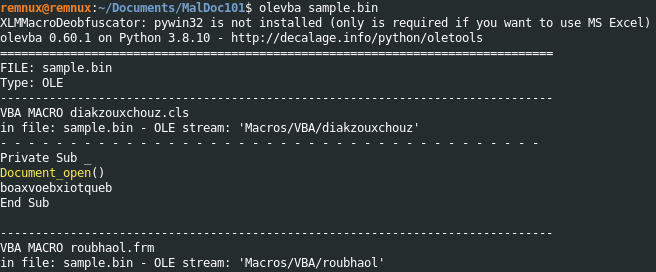 remnux@remnux:~/Documents/MalDoc101$ olevba sample.bin
XLMMacroDeobfuscator: pywin32 is not installed (only is required if you want to use MS Excel)
olevba 0.60.1 on Python 3.8.10 - http://decalage.info/python/oletools
===============================================================================
FILE: sample.bin
Type: OLE
-------------------------------------------------------------------------------
VBA MACRO diakzouxchouz.cls
in file: sample.bin - OLE stream: 'Macros/VBA/diakzouxchouz'
- - - - - - - - - - - - - - - - - - - - - - - - - - - - - - - - - - - - - - -
Private Sub _
Document_open()
boaxvoebxiotqueb
End Sub
-------------------------------------------------------------------------------
VBA MACRO roubhaol.frm
in file: sample.bin - OLE stream: 'Macros/VBA/roubhaol'